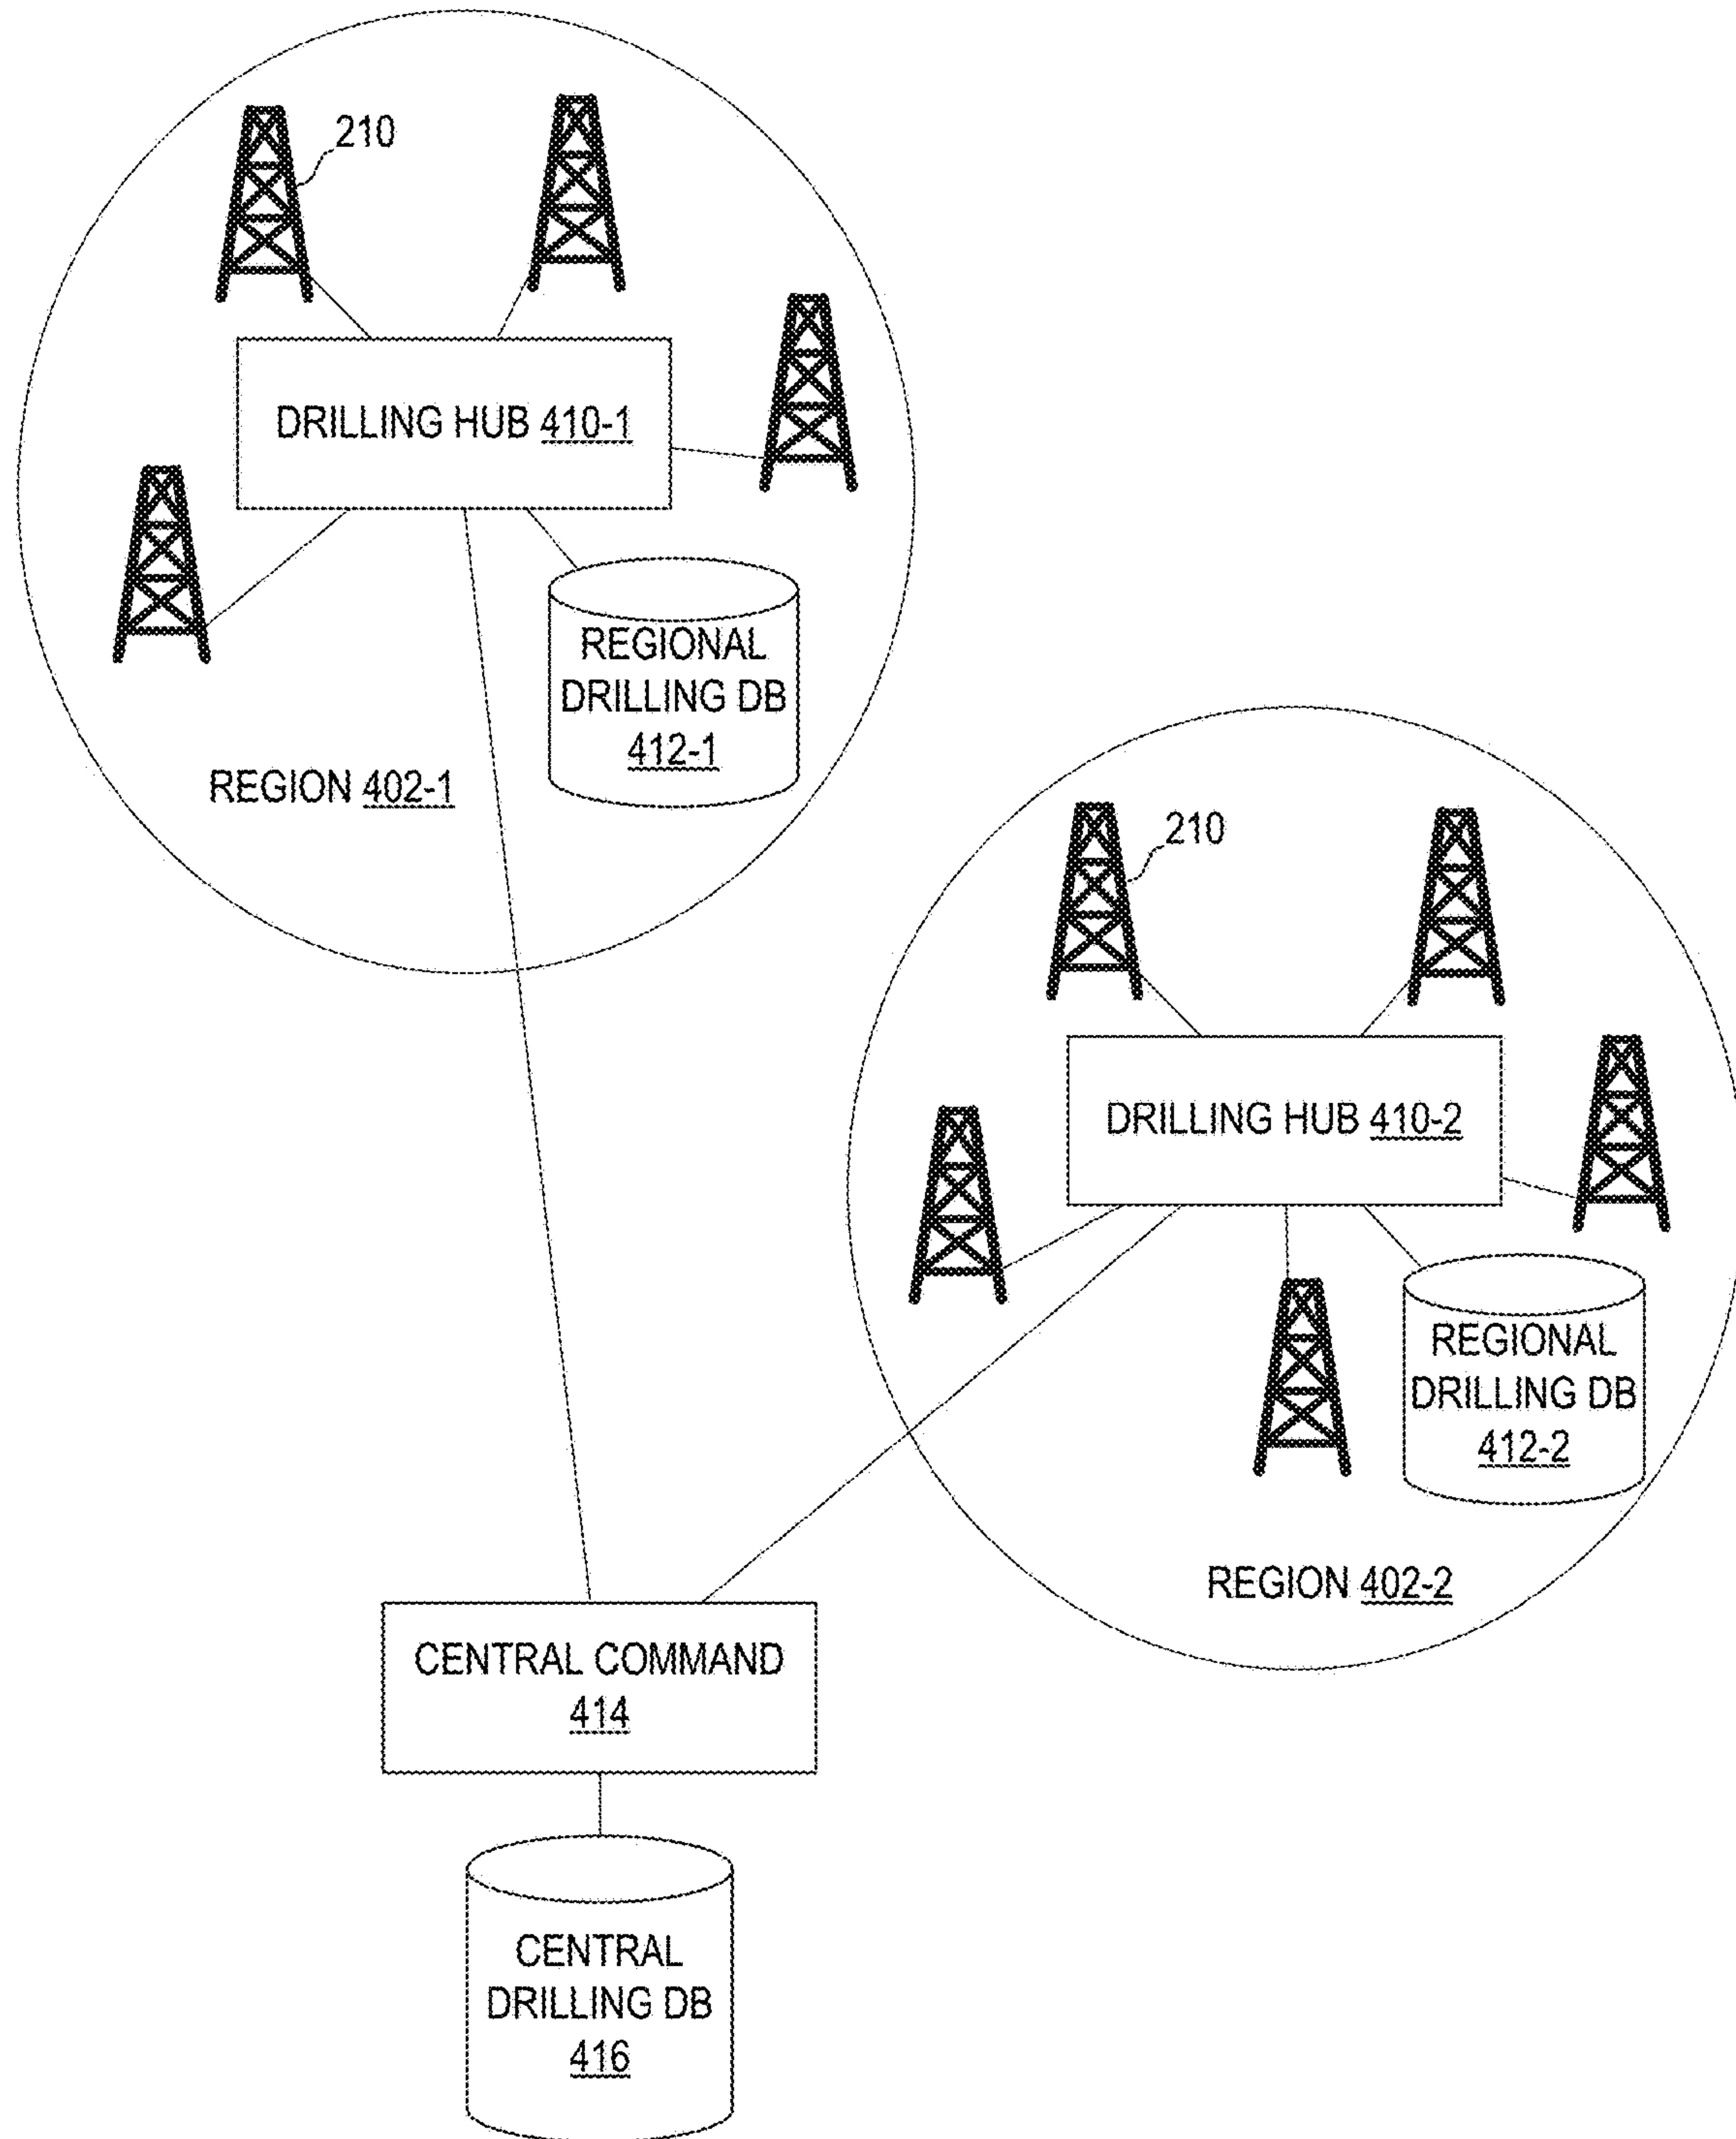 210
DRILLING HUB 410-1
REGIONAL
DRILLING DB
412-1
REGION 402-1
210
DRILLING HUB 410-2
REGIONAL
DRILLING DB
412-2
REGION 402-2
CENTRAL COMMAND
414
CENTRAL
DRILLING DB
416